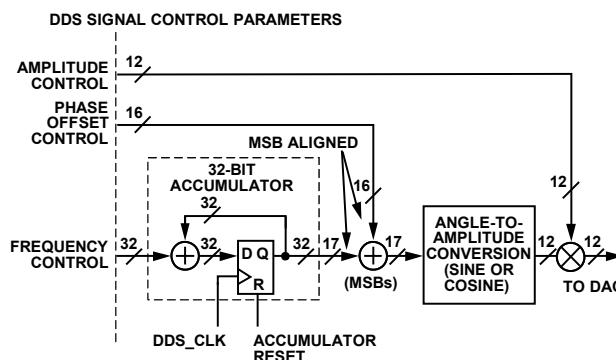 DDS SIGNAL CONTROL PARAMETERS
AMPLITUDE
CONTROL
12
PHASE
OFFSET
CONTROL
16
MSB ALIGNED
32-BIT
ACCUMULATOR
32
16
12
FREQUENCY
CONTROL
32
32
D Q
R
32
17
17
(MSBs)
ANGLE-TO-
AMPLITUDE
CONVERSION
(SINE OR
COSINE)
12
12
TO DAC
DDS_CLK
ACCUMULATOR
RESET